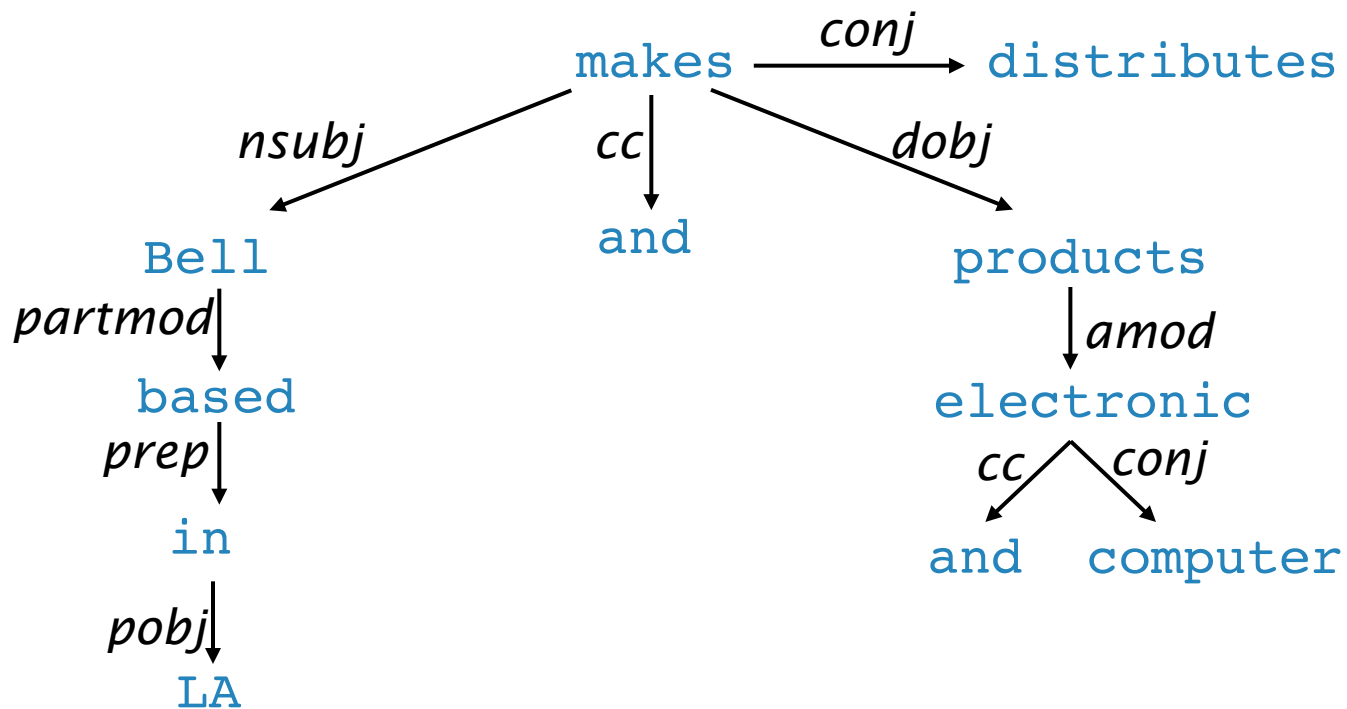 conj
makes distributes
nsubj cc dobj
Bell and products
partmod amod
based electronic
prep cc conj
in and computer
pobj
LA